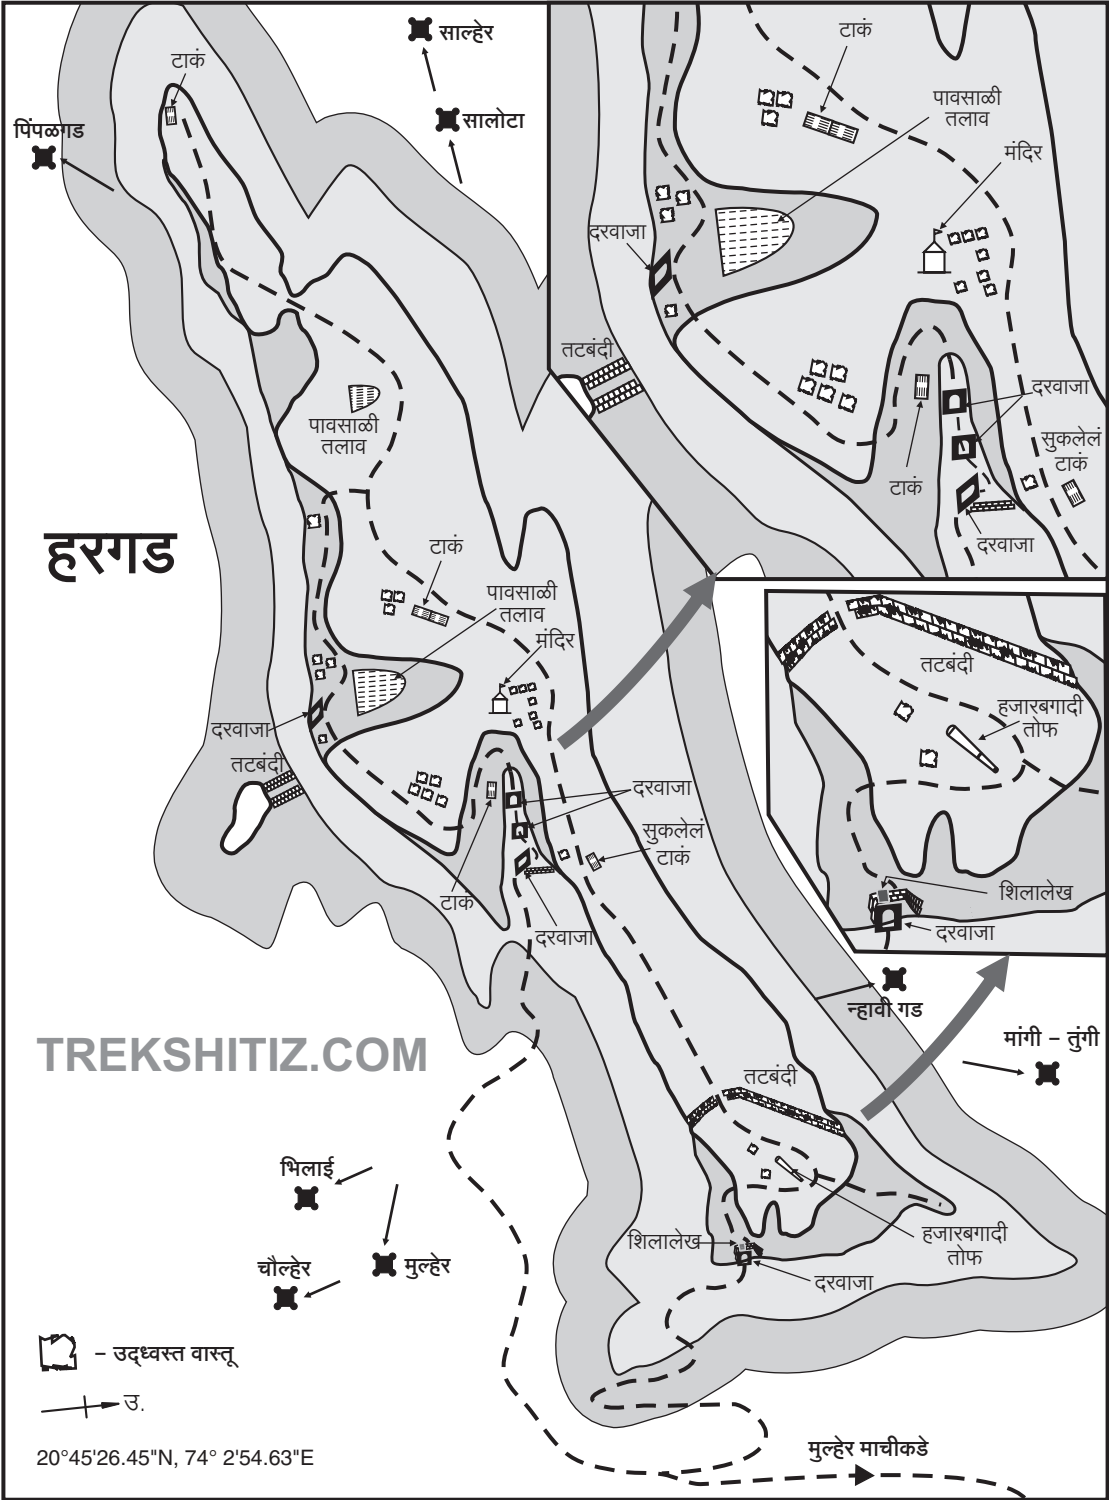 साल्हेर
टाकं
सालोटा
पिंपळगड
टाकं
पावसाळी
तलाव
मंदिर
दरवाजा
तटबंदी
दरवाजा
सुकलेलं
टाकं
टाकं
दरवाजा
पावसाळी
तलाव
हरगड
टाकं
पावसाळी
तलाव
मंदिर
दरवाजा
तटबंदी
दरवाजा
सुकलेलं
टाकं
टाकं
दरवाजा
तटबंदी
हजारबगादी
तोफ
शिलालेख
दरवाजा
न्हावी गड
मांगी – तुंगी
TREKSHITIZ.COM
तटबंदी
भिलाई
मुल्हेर
चौल्हेर
शिलालेख
हजारबगादी
तोफ
दरवाजा
– उद्ध्वस्त वास्तू
उ.
20°45'26.45"N, 74° 2'54.63"E
मुल्हेर माचीकडे